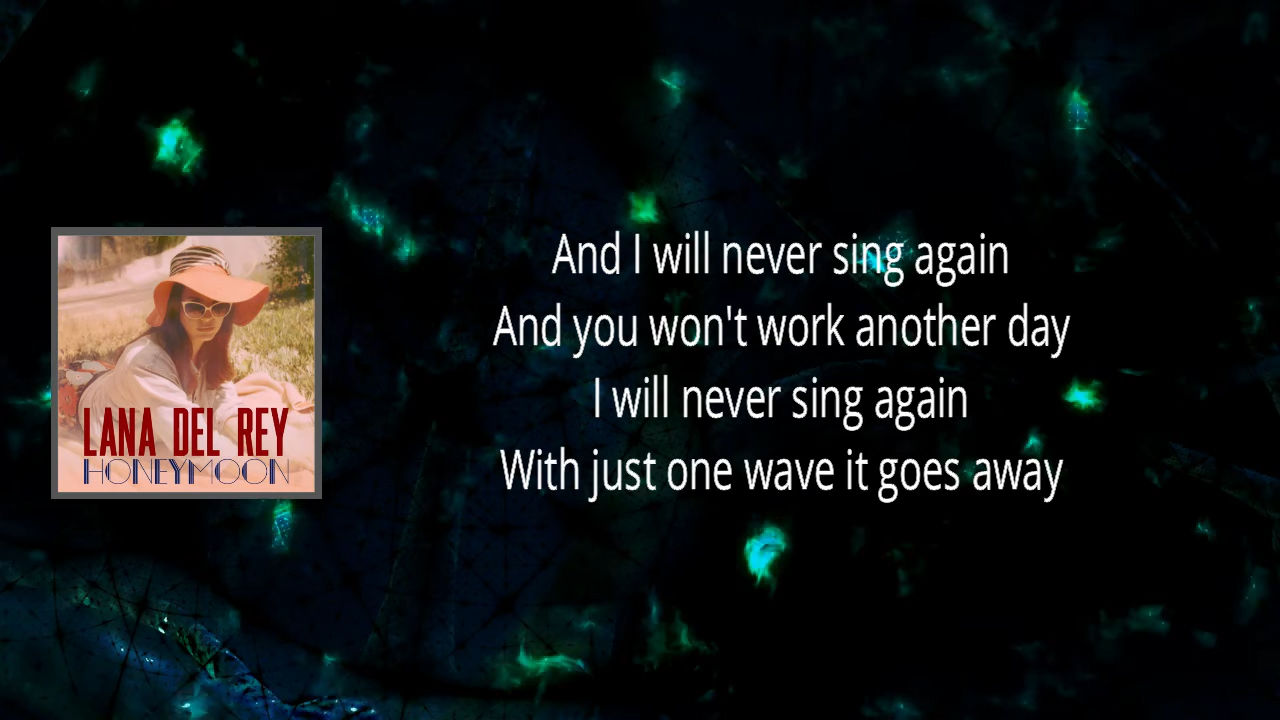 LANA DEL REY
HONEYMOON
And I will never sing again
And you won't work another day
I will never sing again
With just one wave it goes away